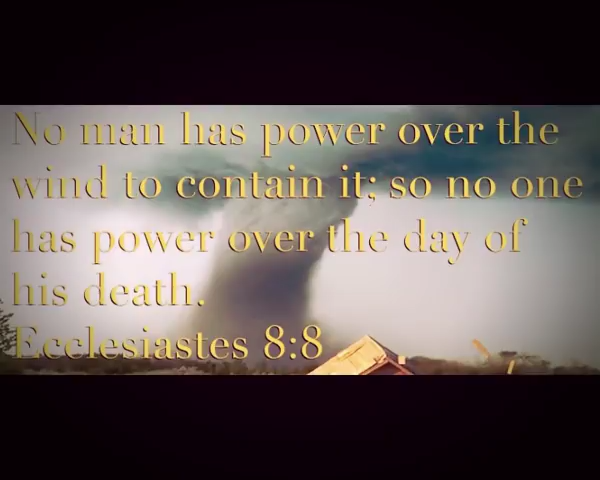 No man has power over the
wind to contain it; so no one
has power over the day of
his death.
Ecclesiastes 8:8